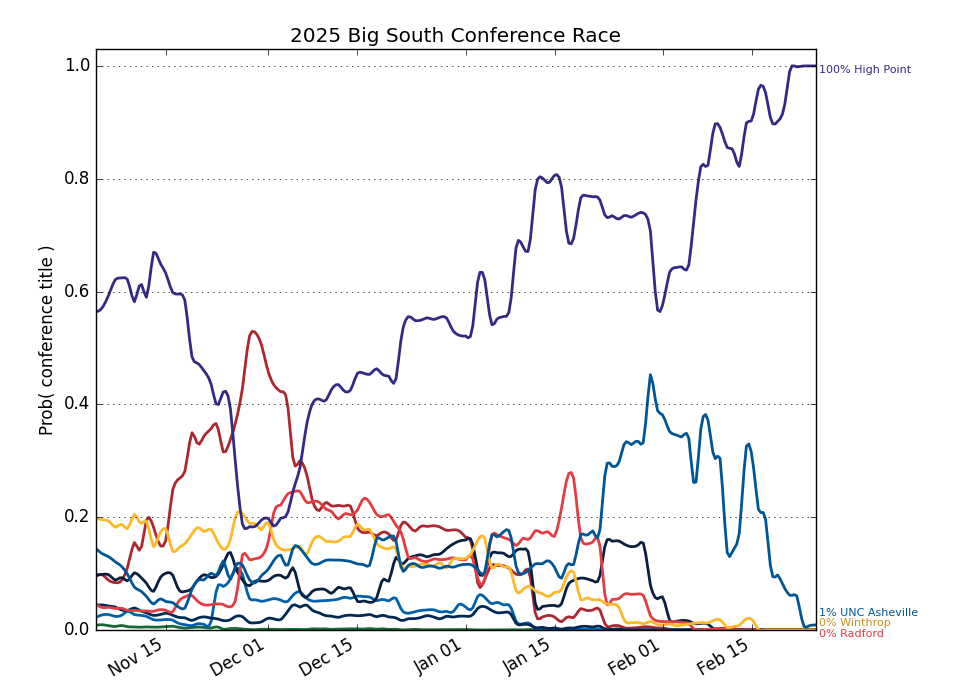 2025 Big South Conference Race
Prob( conference title )
1.0
0.8
0.6
0.4
0.2
0.0
Nov 15
Dec 01
Dec 15
Jan 01
Jan 15
Feb 01
Feb 15
100% High Point
1% UNC Asheville
0% Winthrop
0% Radford